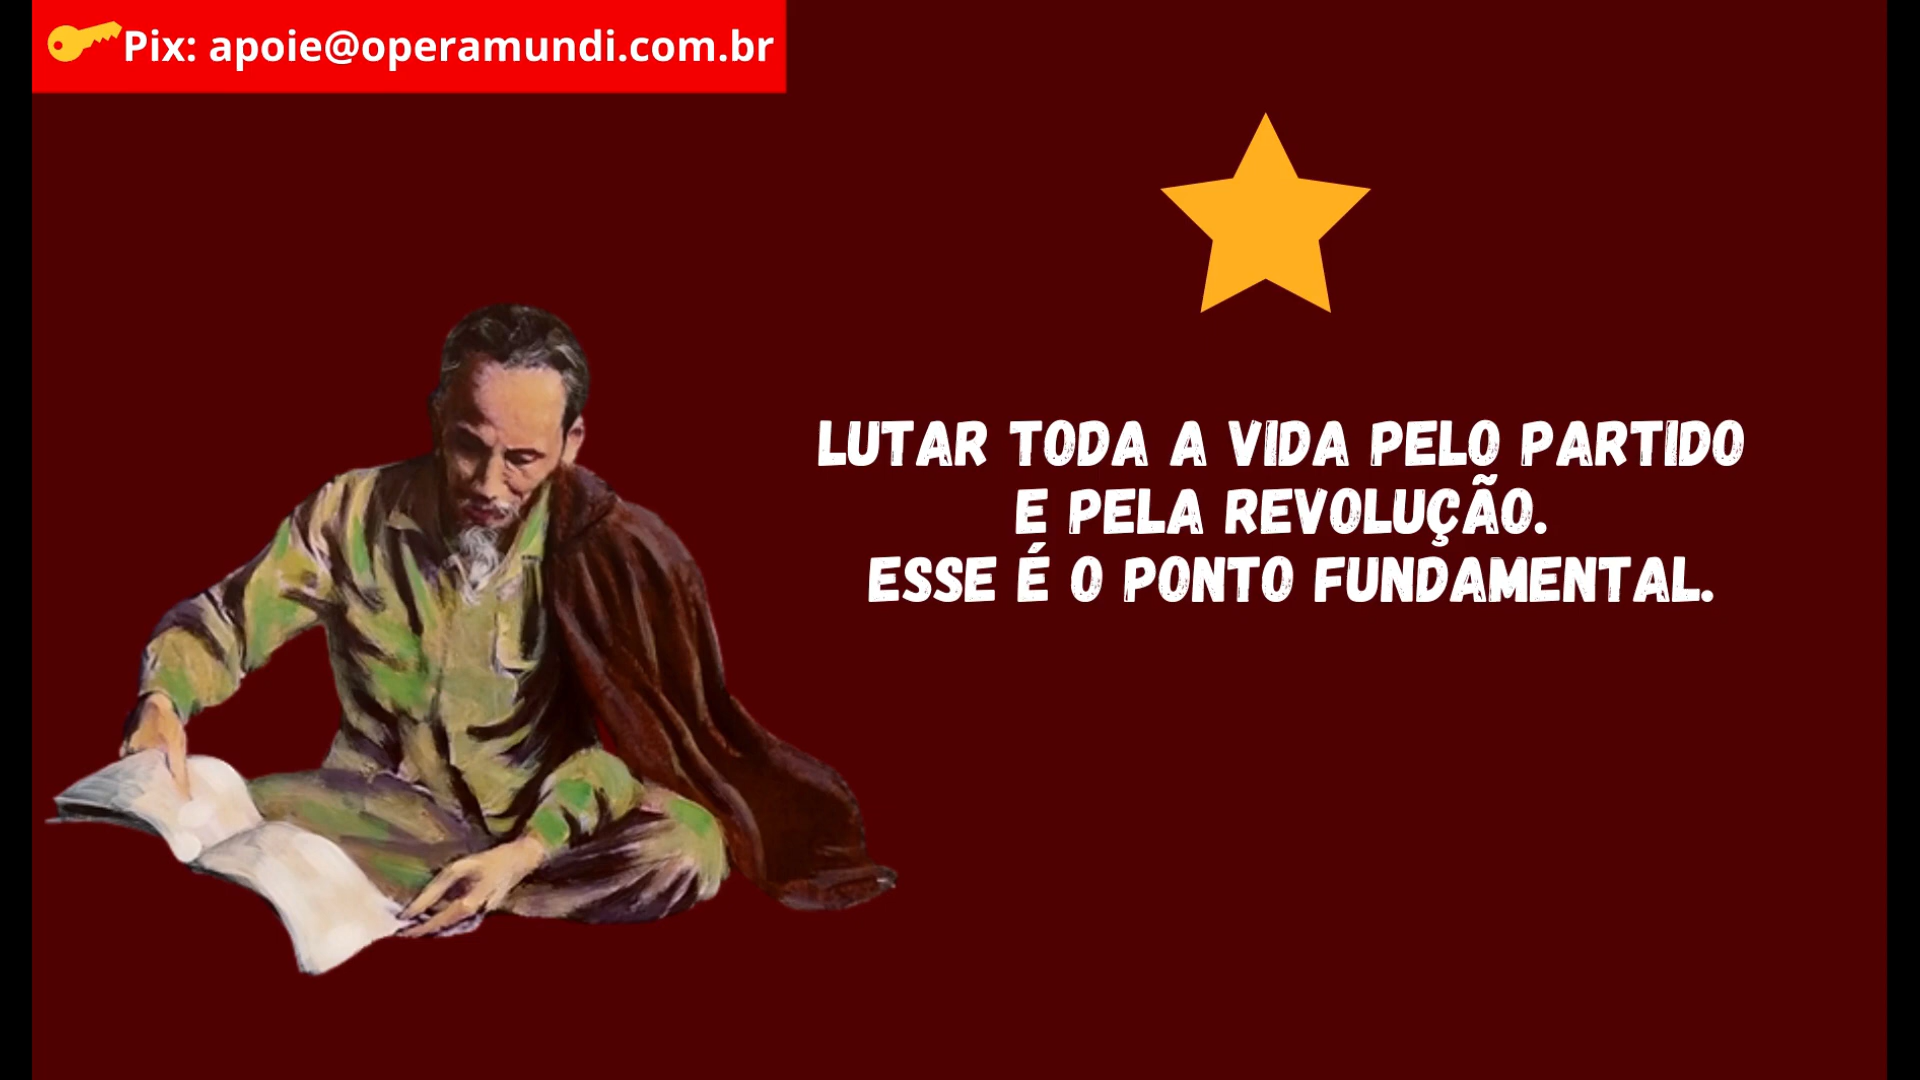 Pix: apoie@operamundi.com.br
LUTAR TODA A VIDA PELO PARTIDO
E PELA REVOLUÇÃO.
ESSE É O PONTO FUNDAMENTAL.